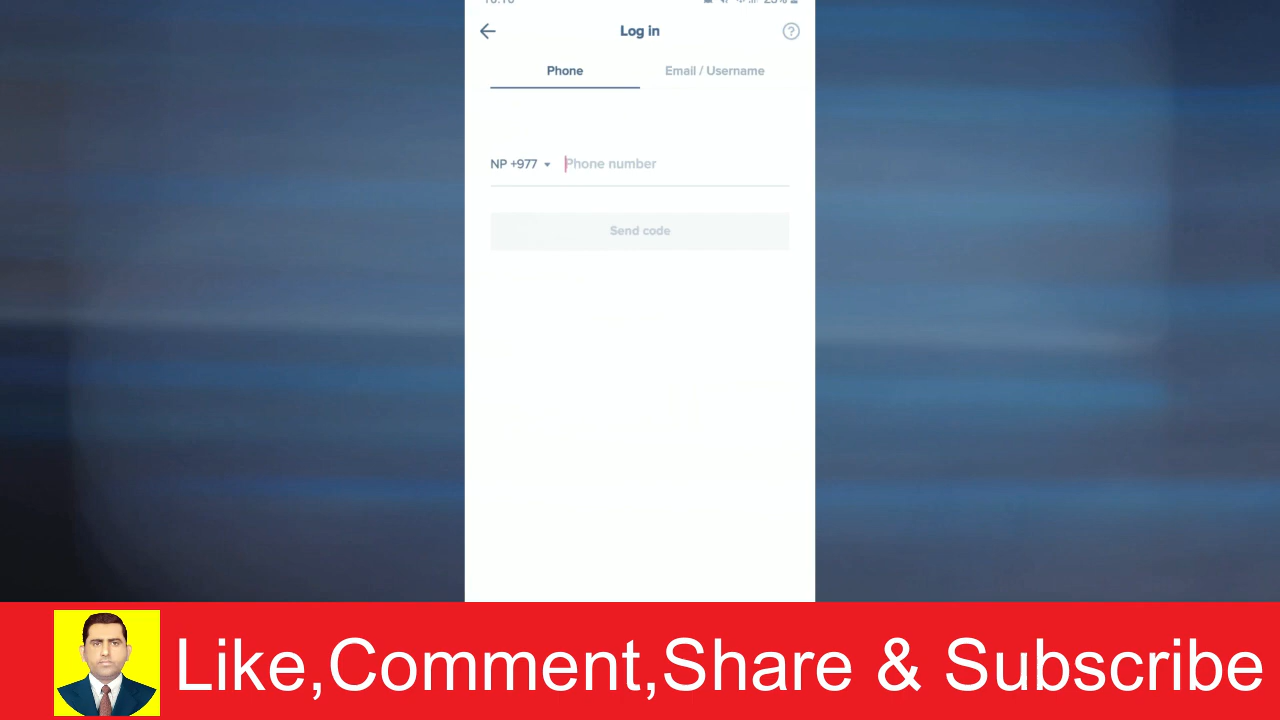 Log in
Phone
Email / Username
NP +977
Phone number
Send code
Like,Comment,Share & Subscribe